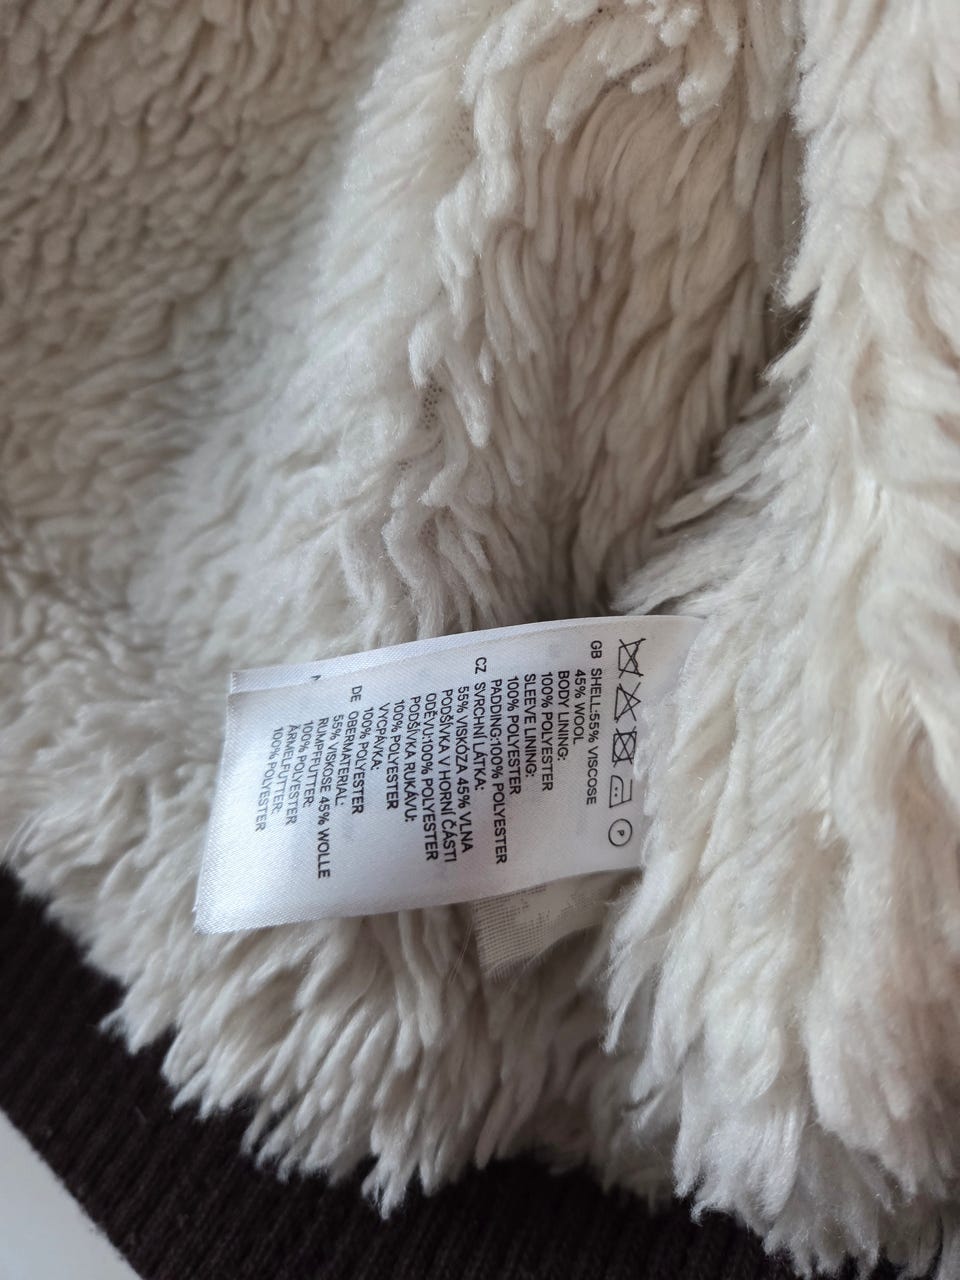 GB SHELL:55% VISCOSE
45% WOOL
BODY LINING:
100% POLYESTER
SLEEVE LINING:
100% POLYESTER
PADDING:100% POLYESTER
CZ SVRCHNÍ LÁTKA:
55% VISKÓZA 45% VLNA
PODŠÍVKA V HORNÍ ČÁSTI
ODĚVU:100% POLYESTER
PODŠÍVKA RUKÁVU:
100% POLYESTER
VÝCPÁVKA:
100% POLYESTER
DE OBERMATERIAL:
55% VISKOSE 45% WOLLE
RUMPFFUTTER:
100% POLYESTER
ÄRMELFUTTER:
100% POLYESTER
P